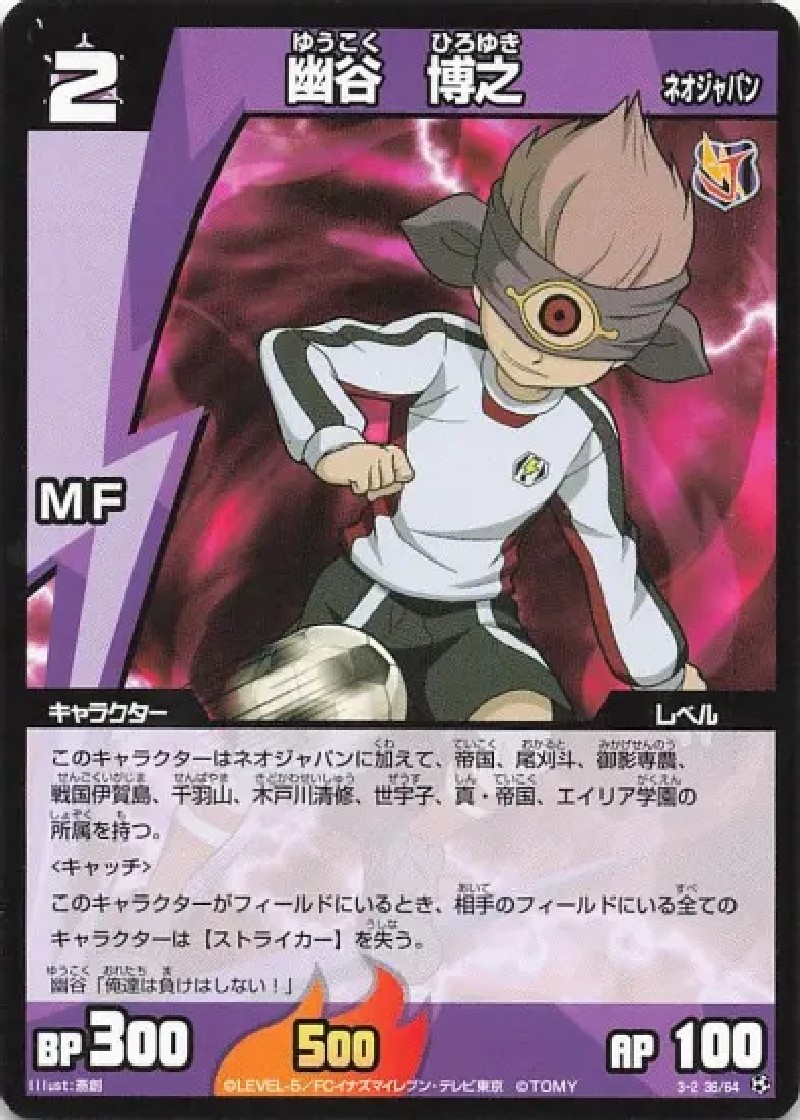 2
ゆうこく ひろゆき
幽谷 博之
ネオジャパン
MF
キャラクター
レベル
このキャラクターはネオジャパンに加えて、帝国、尾刈斗、御影専農、
戦国伊賀島、千羽山、木戸川清修、世宇子、真・帝国、エイリア学園の
所属を持つ。
<キャッチ>
このキャラクターがフィールドにいるとき、相手のフィールドにいる全ての
キャラクターは【ストライカー】を失う。
幽谷「俺達は負けはしない！」
BP300
500
AP 100
©LEVEL-5/FCイナズマイレブン・テレビ東京 ©TOMY
3-2 36/64